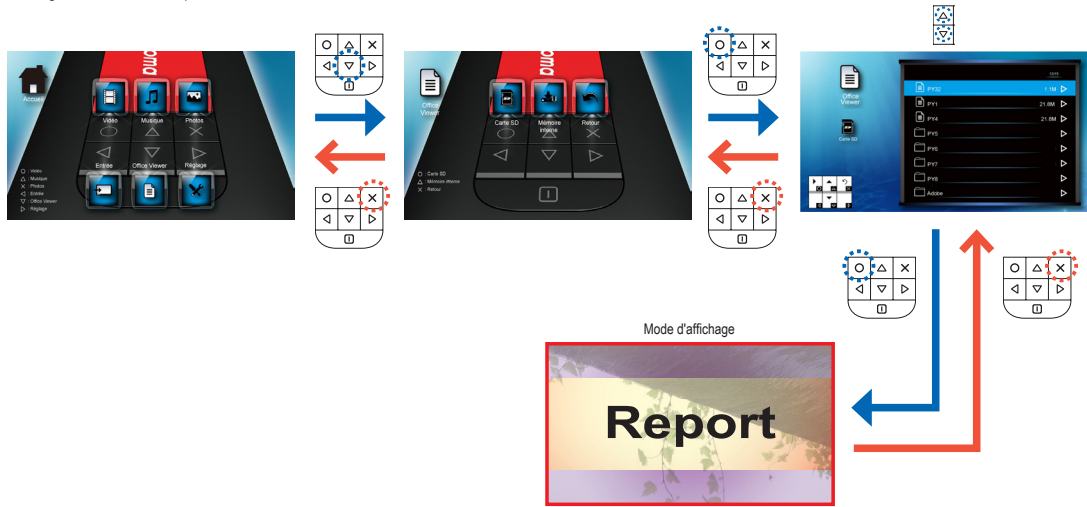 oma
Accueil
Vidéo
Musique
Photos
Entrée
Office Viewer
Réglage
O : Vidéo
△ : Musique
X : Photos
◁ : Entrée
▽ : Office Viewer
▷ : Réglage
oma
Office
Viewer
Carte SD
Mémoire
interne
Retour
O : Carte SD
△ : Mémoire interne
X : Retour
Office
Viewer
Carte SD
PY32 1.1M
PY1 21.8M
PY4 21.8M
PY5
PY6
PY7
PY8
Adobe
Mode d'affichage
Report